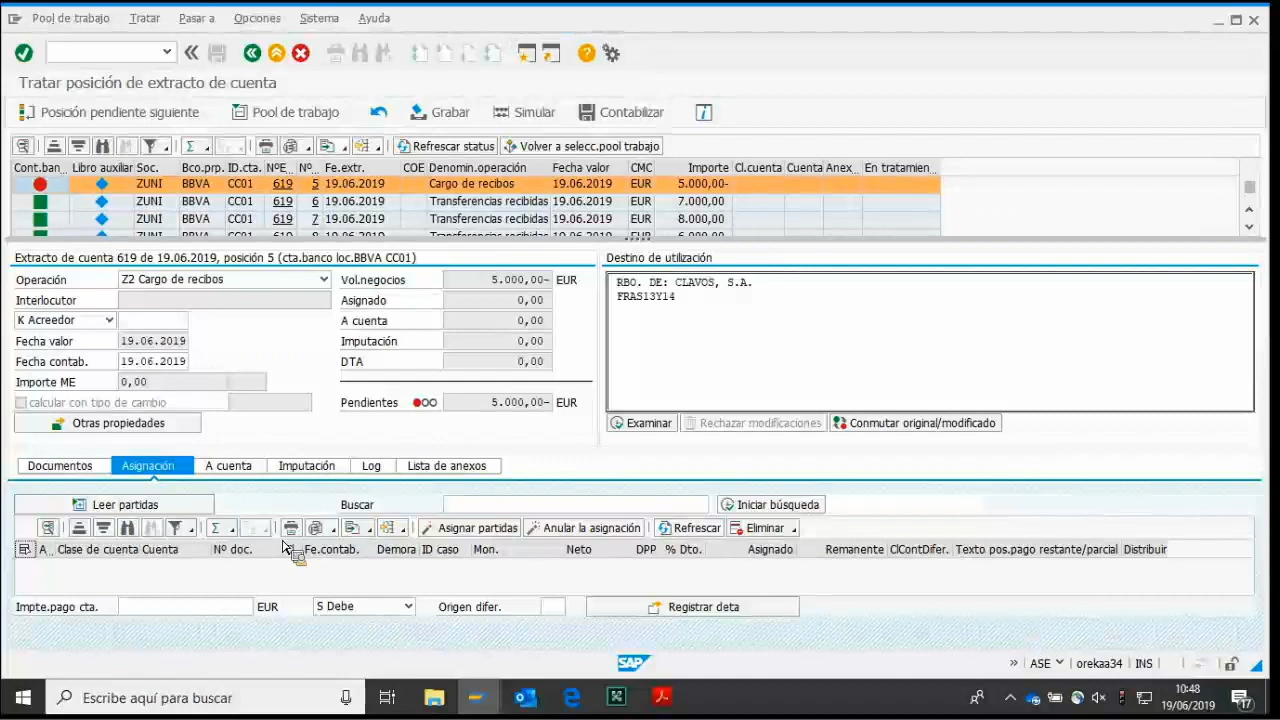 Pool de trabajo Tratar Pasar a Opciones Sistema Ayuda
Tratar posición de extracto de cuenta
Posición pendiente siguiente Pool de trabajo Grabar Simular Contabilizar
Refrescar status Volver a selecc.pool trabajo
Cont.ban... Libro auxiliar Soc. Bco.prp. ID.cta. NºE... Nº... Fe.extr. COE Denomin.operación Fecha valor CMC Importe Cl.cuenta Cuenta Anex... En tratamien...
ZUNI BBVA CC01 619 5 19.06.2019 Cargo de recibos 19.06.2019 EUR 5.000,00-
ZUNI BBVA CC01 619 6 19.06.2019 Transferencias recibidas 19.06.2019 EUR 7.000,00
ZUNI BBVA CC01 619 7 19.06.2019 Transferencias recibidas 19.06.2019 EUR 8.000,00
Extracto de cuenta 619 de 19.06.2019, posición 5 (cta.banco loc.BBVA CC01)
Destino de utilización
Operación Z2 Cargo de recibos Vol.negocios 5.000,00- EUR
RBO. DE: CLAVOS, S.A.
FRAS13Y14
Interlocutor Asignado 0,00
K Acreedor A cuenta 0,00
Fecha valor 19.06.2019 Imputación 0,00
Fecha contab. 19.06.2019 DTA 0,00
Importe ME 0,00
calcular con tipo de cambio Pendientes 5.000,00- EUR
Otras propiedades Examinar Rechazar modificaciones Conmutar original/modificado
Documentos Asignación A cuenta Imputación Log Lista de anexos
Leer partidas Buscar Iniciar búsqueda
Asignar partidas Anular la asignación Refrescar Eliminar
A... Clase de cuenta Cuenta Nº doc. Fe.contab. Demora ID caso Mon. Neto DPP % Dto. Asignado Remanente ClContDifer. Texto pos.pago restante/parcial Distribuir
Impte.pago cta. EUR S Debe Origen difer. Registrar deta
SAP ASE orekaa34 INS
Escribe aquí para buscar
10:48
19/06/2019
17